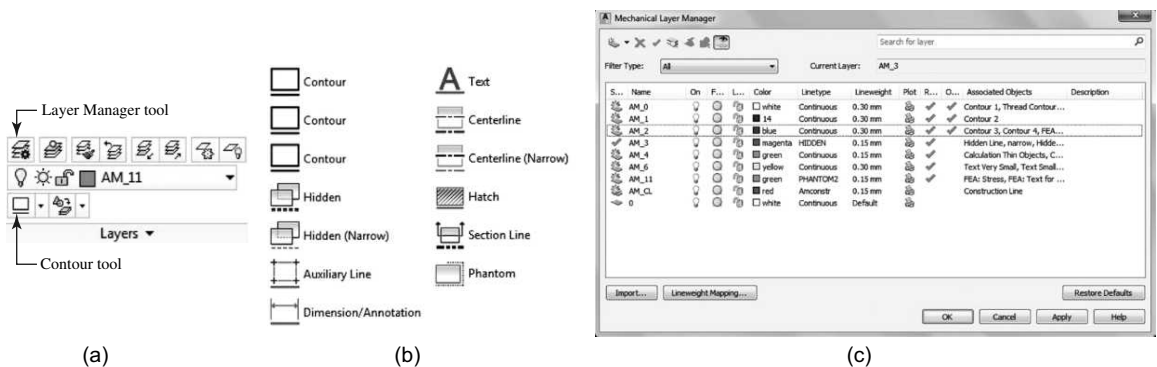 Layer Manager tool
AM_11
Layers
Contour tool
(a)
Contour
Contour
Contour
Hidden
Hidden (Narrow)
Auxiliary Line
Dimension/Annotation
A Text
Centerline
Centerline (Narrow)
Hatch
Section Line
Phantom
(b)
A Mechanical Layer Manager
Search for layer
Filter Type: All Current Layer: AM_3
S... Name On F... L... Color Linetype Lineweight Plot R... O... Associated Objects Description
AM_0 white Continuous 0.30 mm Contour 1, Thread Contour...
AM_1 14 Continuous 0.30 mm Contour 2
AM_2 blue Continuous 0.30 mm Contour 3, Contour 4, FEA...
AM_3 magenta HIDDEN 0.15 mm Hidden Line, narrow, Hidde...
AM_4 green Continuous 0.15 mm Calculation Thin Objects, C...
AM_6 yellow Continuous 0.30 mm Text Very Small, Text Small...
AM_11 green PHANTOM2 0.15 mm FEA: Stress, FEA: Text for ...
AM_CL red Amconstr 0.15 mm Construction Line
0 white Continuous Default
Import... Lineweight Mapping... Restore Defaults
OK Cancel Apply Help
(c)